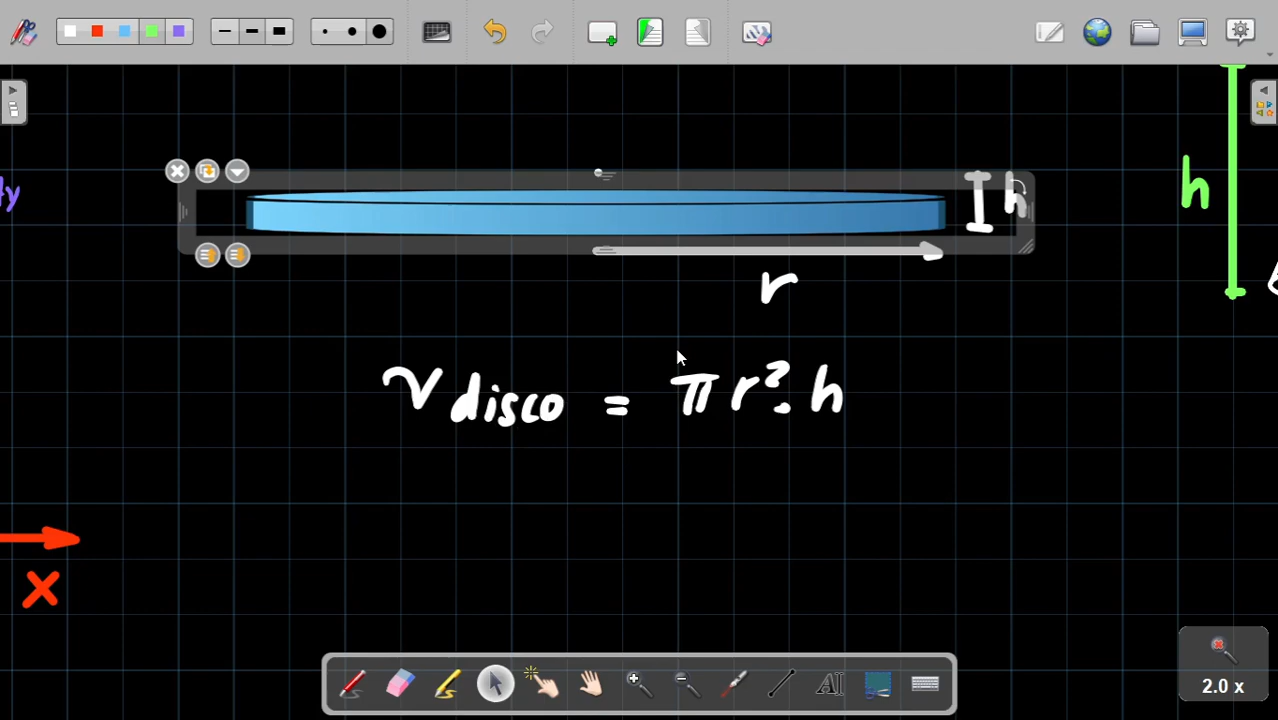 y
h
h
r
V disco = π r² . h
x
2.0 x